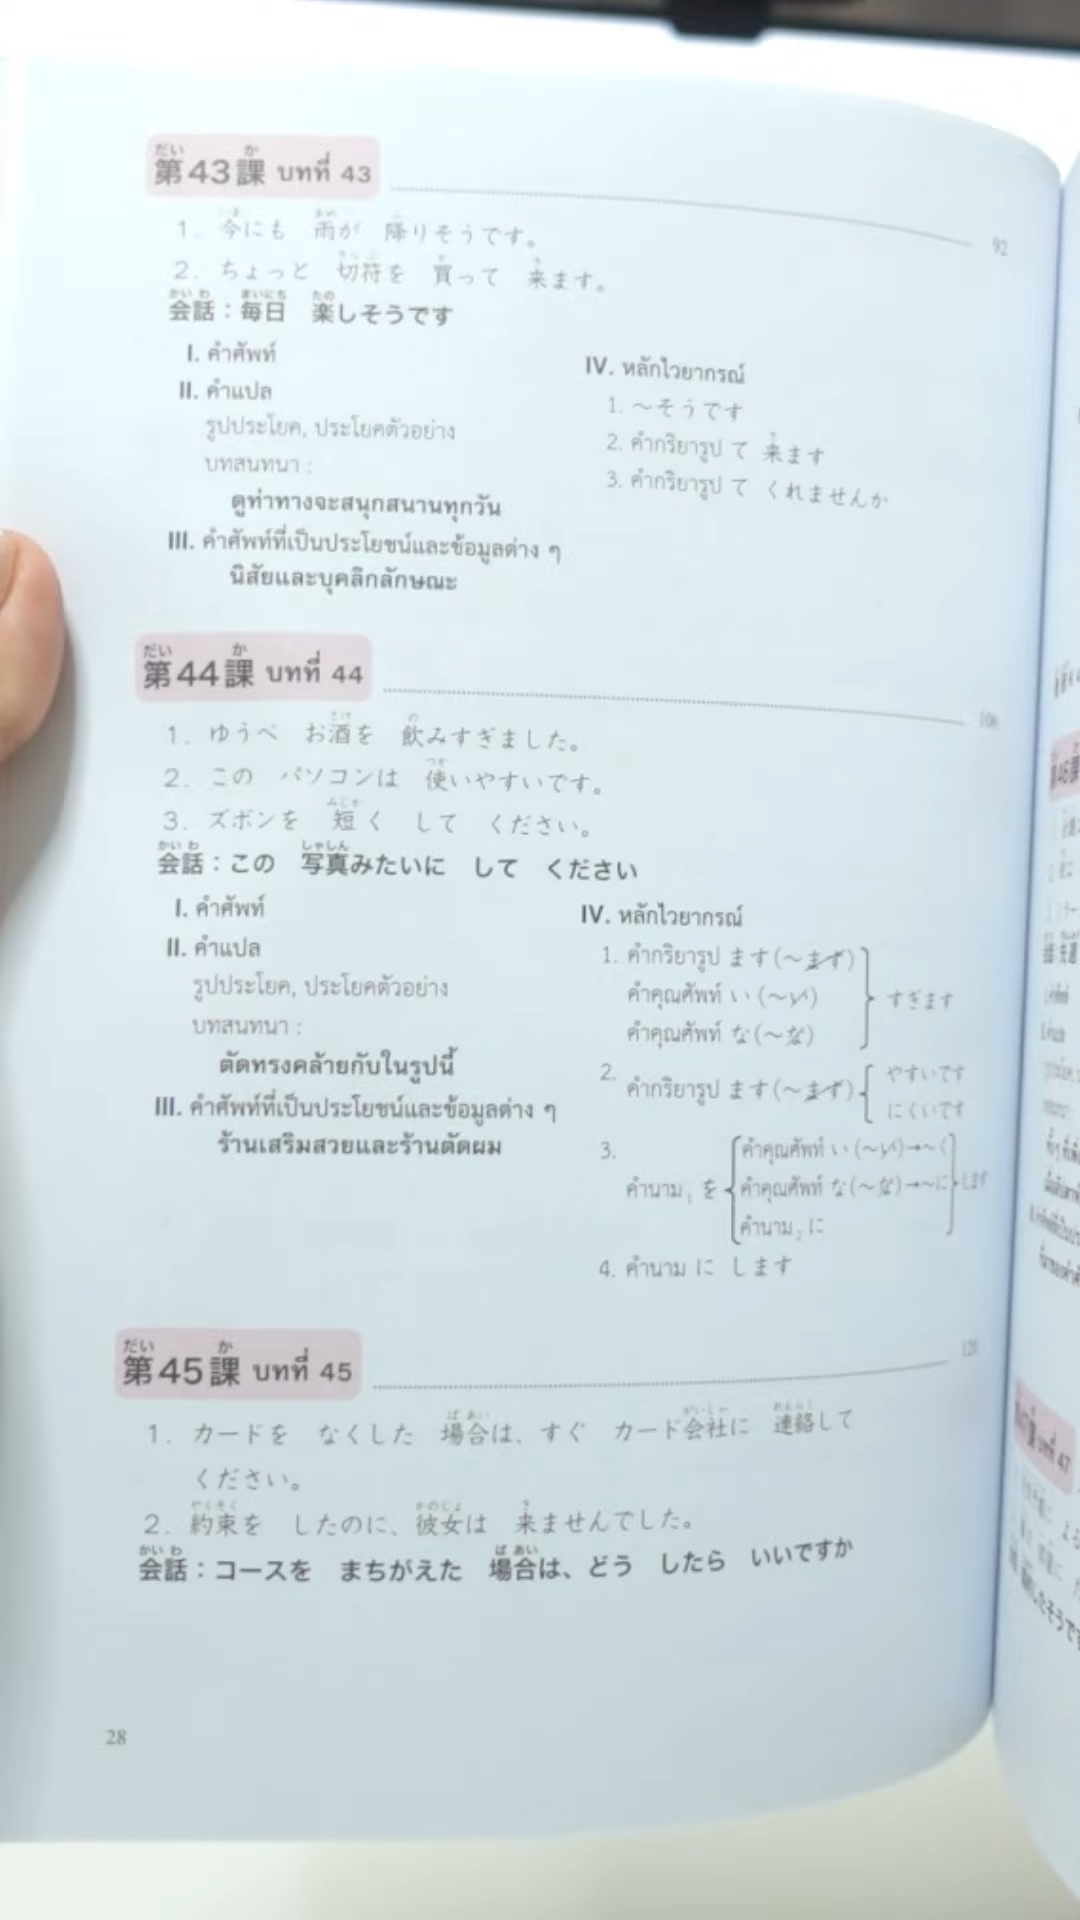 第43課 บทที่ 43
92
1. 今にも 雨が 降りそうです。
2. ちょっと 切符を 買って 来ます。
会話：毎日 楽しそうです
I. คำศัพท์
II. คำแปล
รูปประโยค, ประโยคตัวอย่าง
บทสนทนา :
ดูท่าทางจะสนุกสนานทุกวัน
III. คำศัพท์ที่เป็นประโยชน์และข้อมูลต่าง ๆ
นิสัยและบุคลิกลักษณะ
IV. หลักไวยากรณ์
1. ～そうです
2. คำกริยารูป て 来ます
3. คำกริยารูป て くれませんか
第44課 บทที่ 44
106
1. ゆうべ お酒を 飲みすぎました。
2. この パソコンは 使いやすいです。
3. ズボンを 短く して ください。
会話：この 写真みたいに して ください
I. คำศัพท์
II. คำแปล
รูปประโยค, ประโยคตัวอย่าง
บทสนทนา :
ตัดทรงคล้ายกับในรูปนี้
III. คำศัพท์ที่เป็นประโยชน์และข้อมูลต่าง ๆ
ร้านเสริมสวยและร้านตัดผม
IV. หลักไวยากรณ์
1. คำกริยารูป ます (～ます)
คำคุณศัพท์ い (～い)
คำคุณศัพท์ な (～な)
すぎます
2. คำกริยารูป ます (～ます)
やすいです
にくいです
3.
คำนาม1 を
คำคุณศัพท์ い (～い)→～く
คำคุณศัพท์ な (～な)→～に
คำนาม2 に
します
4. คำนาม に します
第45課 บทที่ 45
120
1. カードを なくした 場合は、すぐ カード会社に 連絡して
ください。
2. 約束を したのに、彼女は 来ませんでした。
会話：コースを まちがえた 場合は、どう したら いいですか
28
บทที่ 47